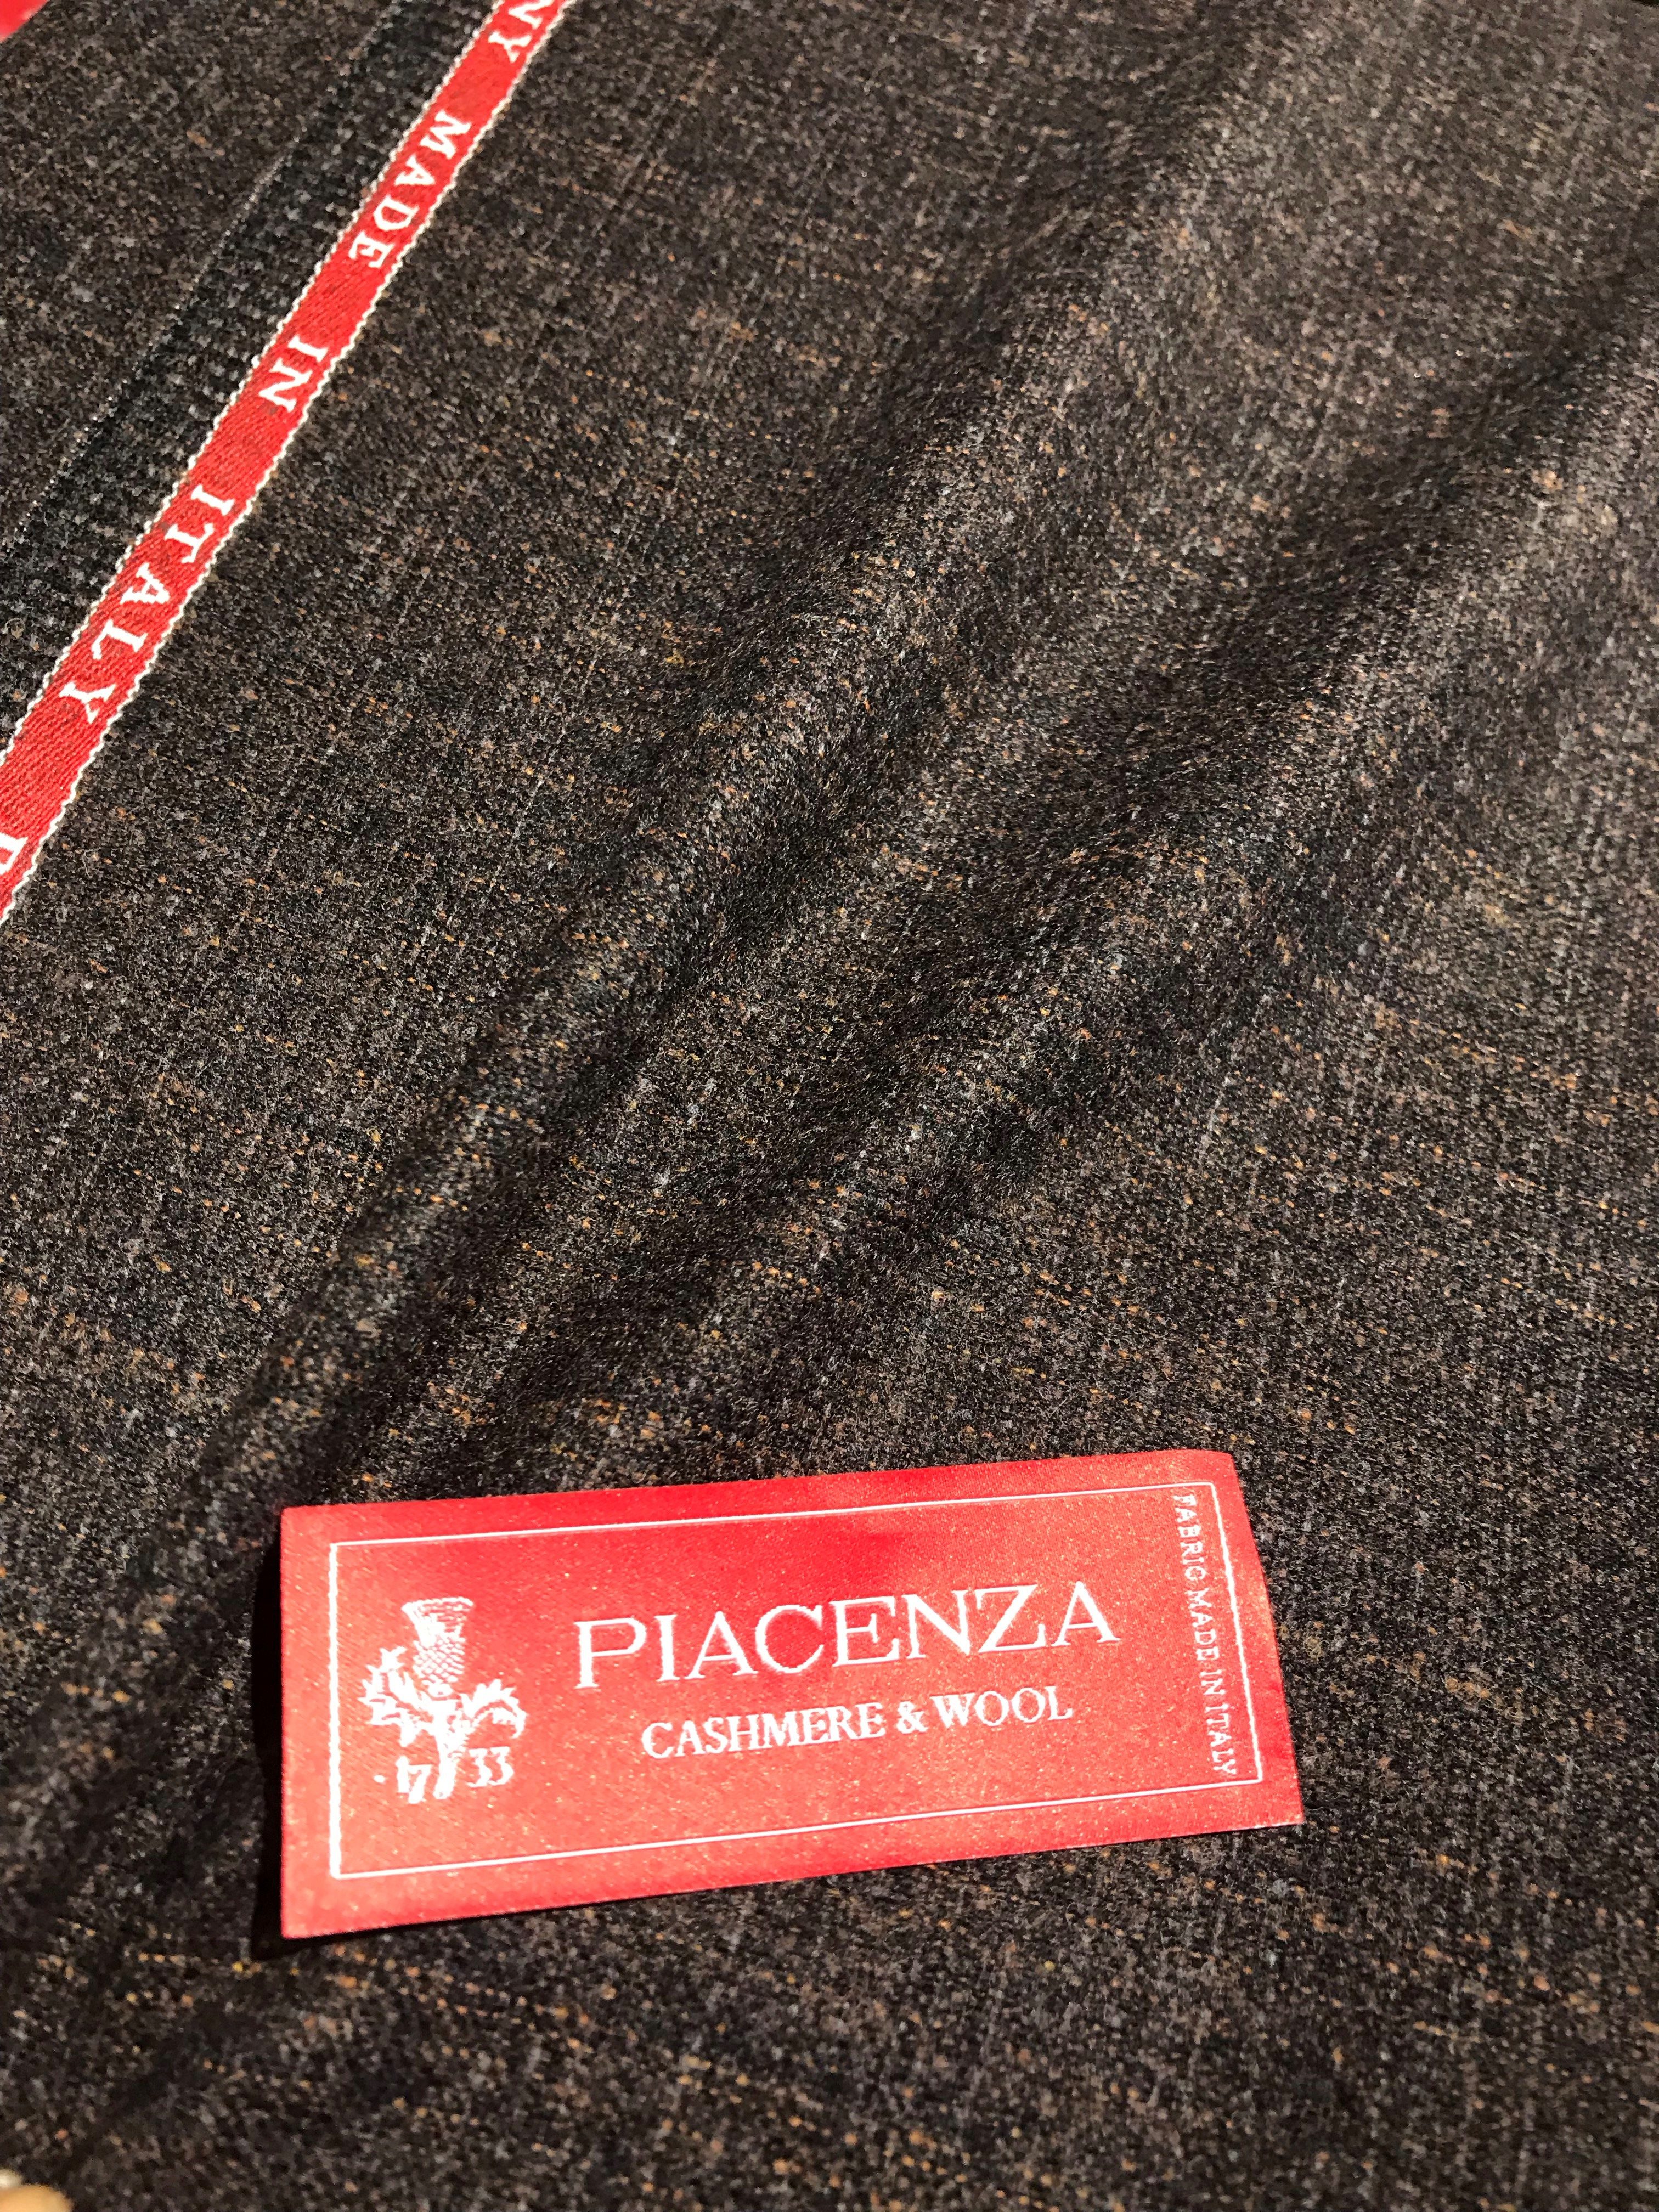 NY MADE IN ITALY P
PIACENZA
CASHMERE & WOOL
·1733
FABRIC MADE IN ITALY